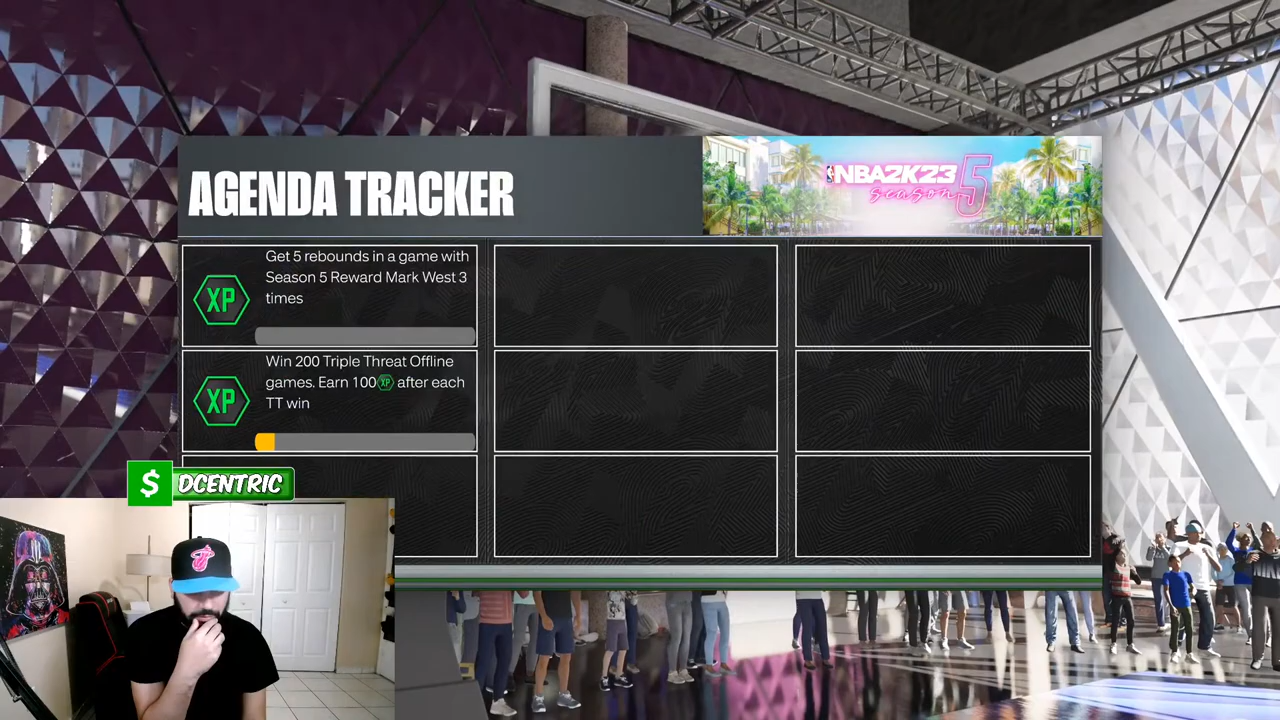 AGENDA TRACKER
NBA2K23
season 5
Get 5 rebounds in a game with
Season 5 Reward Mark West 3
times
XP
Win 200 Triple Threat Offline
games. Earn 100 XP after each
TT win
XP
$ DCENTRIC